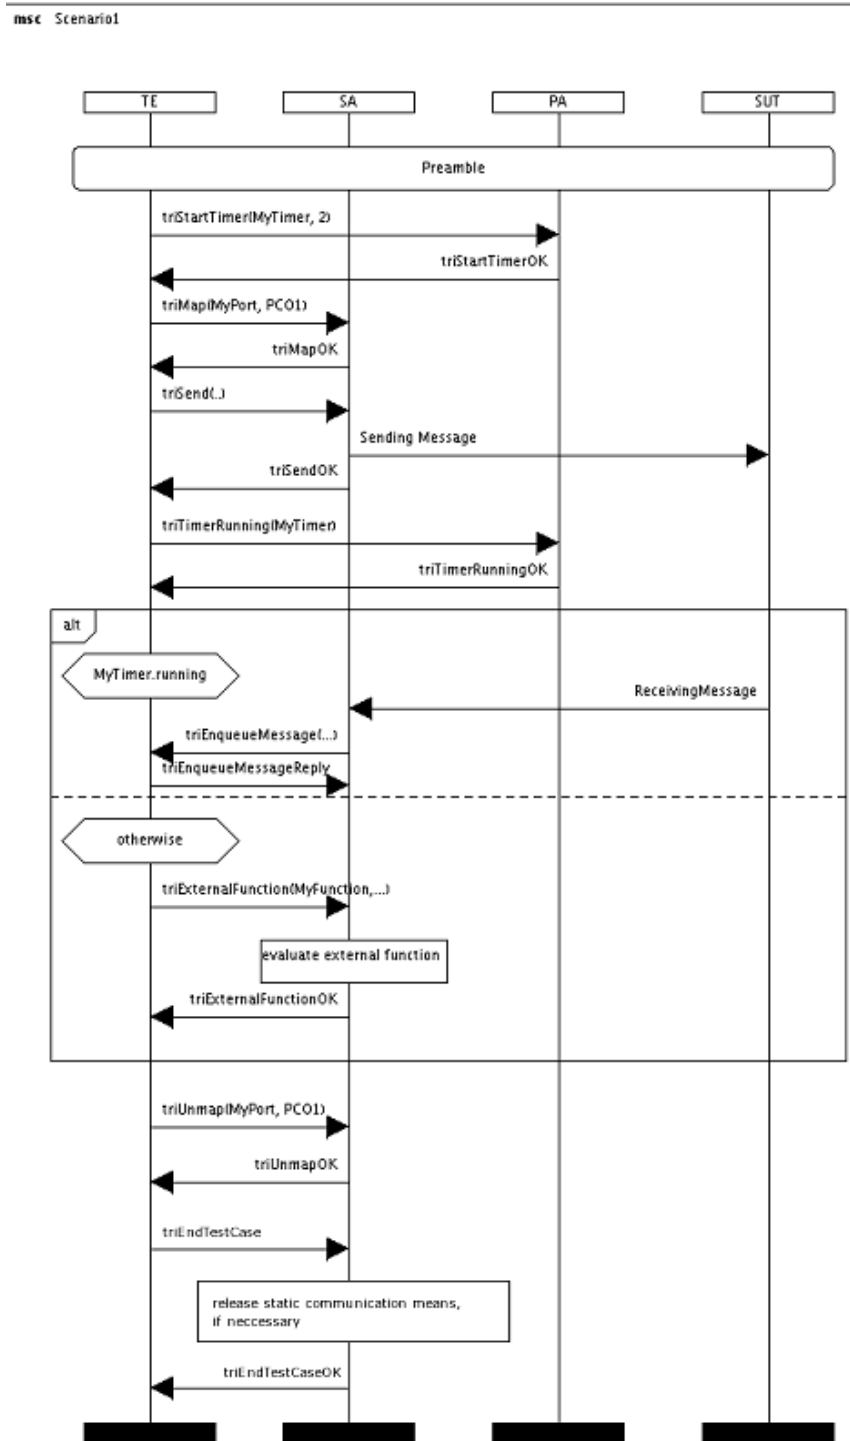 msc Scenario1
TE SA PA SUT
Preamble
triStartTimer(MyTimer, 2)
triStartTimerOK
triMap(MyPort, PCO1)
triMapOK
triSend(..)
Sending Message
triSendOK
triTimerRunning(MyTimer)
triTimerRunningOK
alt
MyTimer.running
ReceivingMessage
triEnqueueMessage(...)
triEnqueueMessageReply
otherwise
triExternalFunction(MyFunction,...)
evaluate external function
triExternalFunctionOK
triUnmap(MyPort, PCO1)
triUnmapOK
triEndTestCase
release static communication means,
if neccessary
triEndTestCaseOK